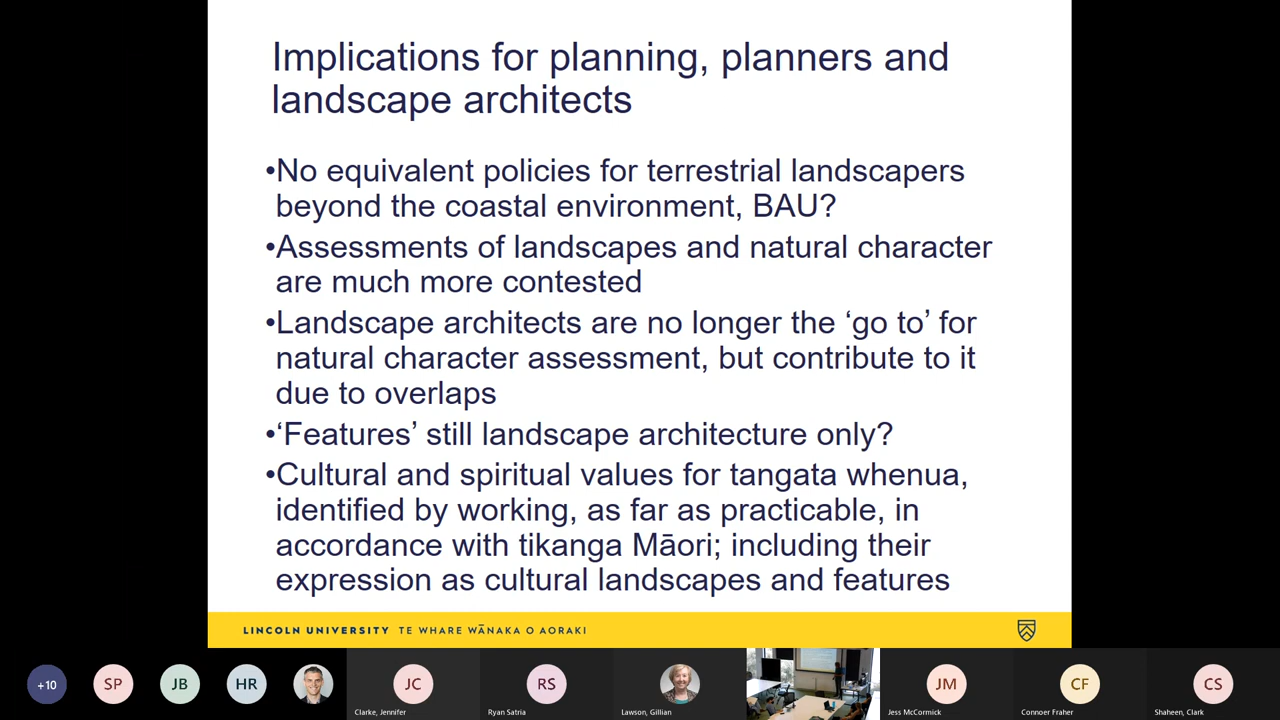 Implications for planning, planners and
landscape architects
•No equivalent policies for terrestrial landscapers
beyond the coastal environment, BAU?
•Assessments of landscapes and natural character
are much more contested
•Landscape architects are no longer the ‘go to’ for
natural character assessment, but contribute to it
due to overlaps
•‘Features’ still landscape architecture only?
•Cultural and spiritual values for tangata whenua,
identified by working, as far as practicable, in
accordance with tikanga Māori; including their
expression as cultural landscapes and features
LINCOLN UNIVERSITY TE WHARE WĀNAKA O AORAKI
+10 SP JB HR JC RS JM CF CS
Clarke, Jennifer Ryan Satria Lawson, Gillian Jess McCormick Connoer Fraher Shaheen, Clark